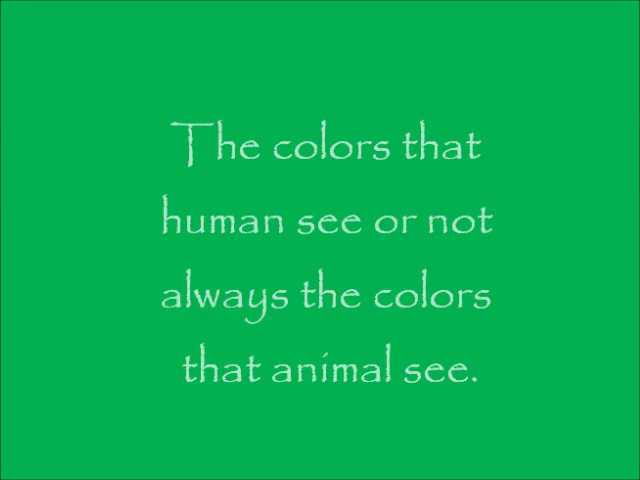 The colors that
human see or not
always the colors
that animal see.